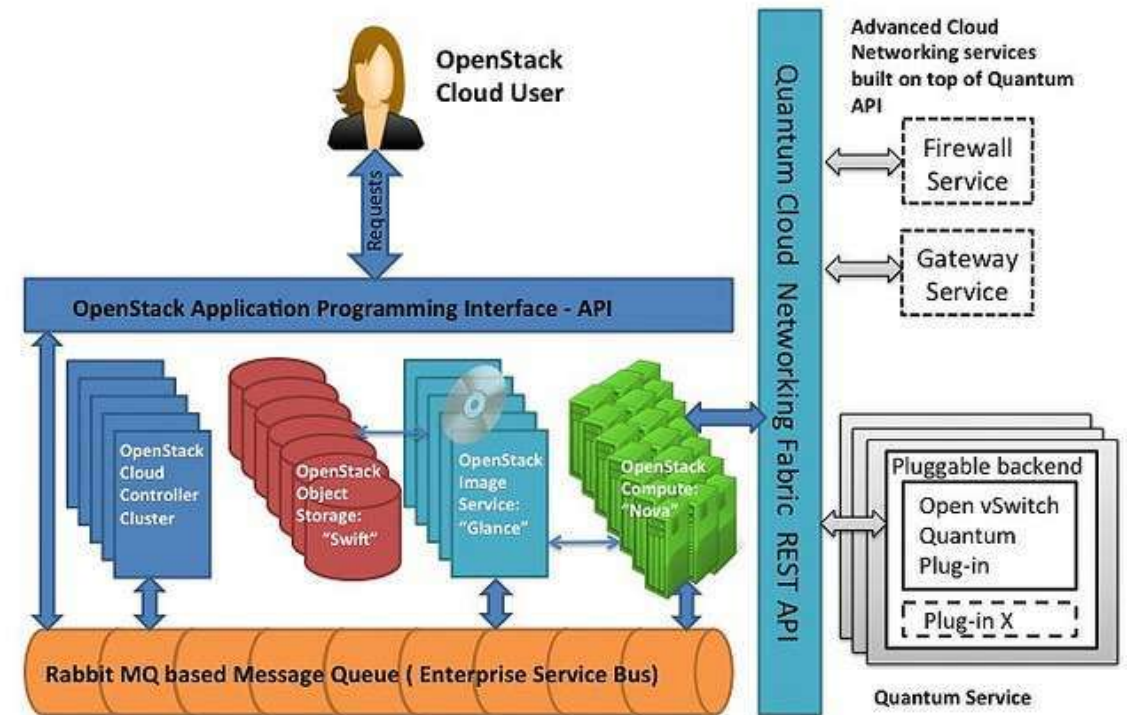 OpenStack
Cloud User
Requests
OpenStack Application Programming Interface - API
OpenStack
Cloud
Controller
Cluster
OpenStack
Object
Storage:
"Swift"
OpenStack
Image
Service:
"Glance"
OpenStack
Compute:
"Nova"
Rabbit MQ based Message Queue ( Enterprise Service Bus)
Quantum Cloud Networking Fabric REST API
Advanced Cloud
Networking services
built on top of Quantum
API
Firewall
Service
Gateway
Service
Pluggable backend
Open vSwitch
Quantum
Plug-in
Plug-in X
Quantum Service